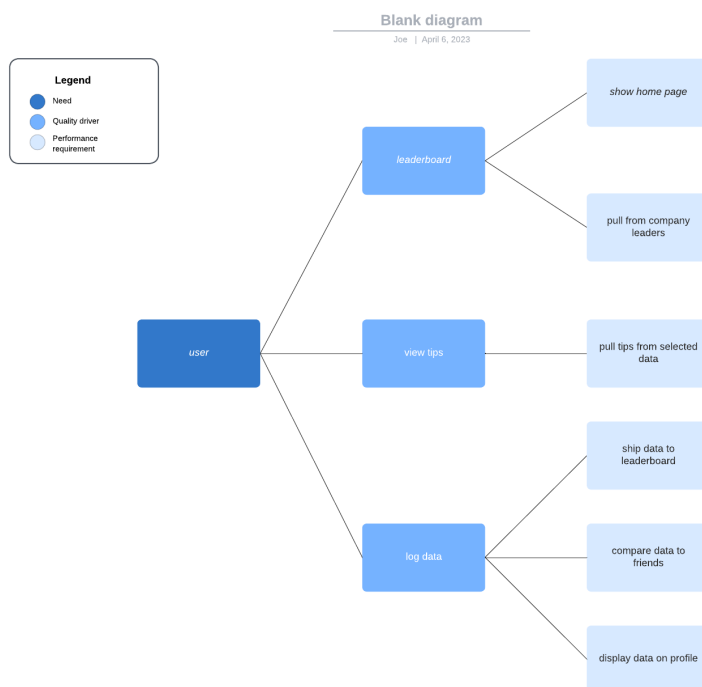 Blank diagram
Joe | April 6, 2023
Legend
Need
Quality driver
Performance
requirement
show home page
leaderboard
pull from company
leaders
user
view tips
pull tips from selected
data
ship data to
leaderboard
log data
compare data to
friends
display data on profile